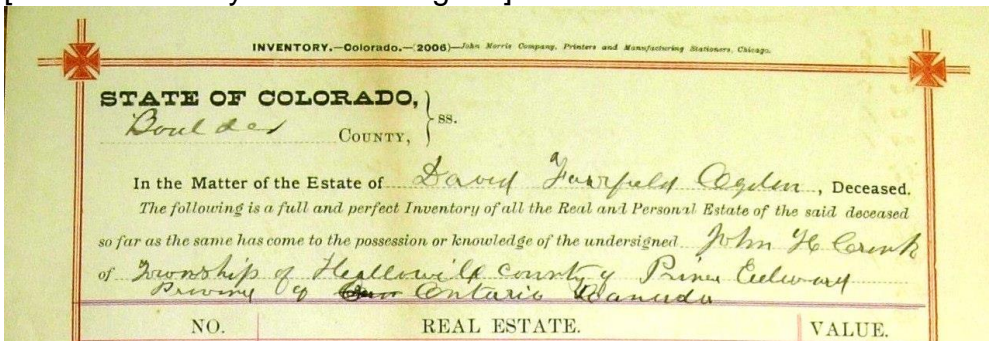 INVENTORY.—Colorado.—(2006)—John Morris Company, Printers and Manufacturing Stationers, Chicago.
STATE OF COLORADO,
Boulder COUNTY, } ss.
In the Matter of the Estate of David Fairfield Ogden, Deceased.
The following is a full and perfect Inventory of all the Real and Personal Estate of the said deceased
so far as the same has come to the possession or knowledge of the undersigned John H Cronk
of Township of Hallowell County of Prince Edward
Province of Ontario Canada
NO. REAL ESTATE. VALUE.